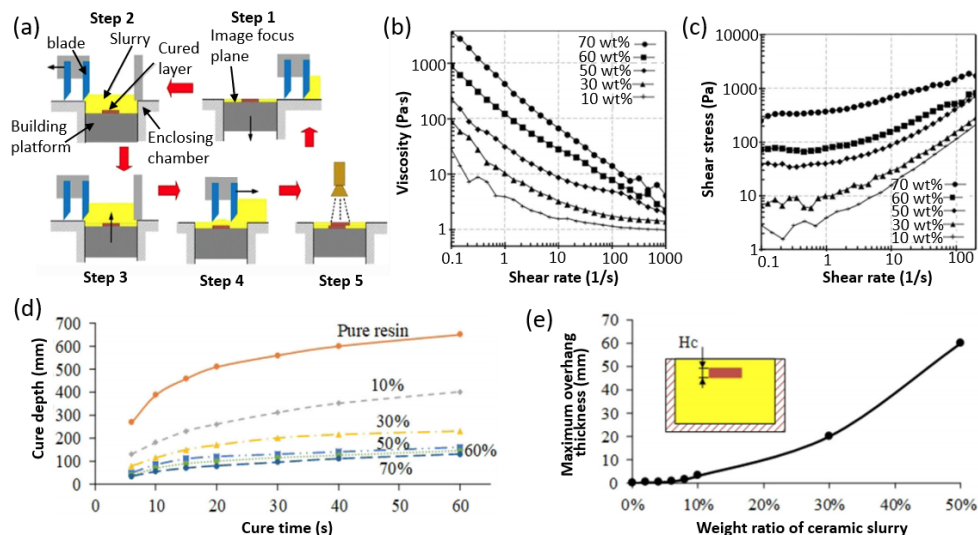 (a)
Step 2
Step 1
blade
Slurry
Cured
layer
Image focus
plane
Building
platform
Enclosing
chamber
Step 3
Step 4
Step 5
(b)
1000
100
10
1
Viscosity (Pa·s)
70 wt%
60 wt%
50 wt%
30 wt%
10 wt%
0.1 1.0 10 100 1000
Shear rate (1/s)
(c)
10000
1000
100
10
1
Shear stress (Pa)
70 wt%
60 wt%
50 wt%
30 wt%
10 wt%
0.1 1 10 100
Shear rate (1/s)
(d)
700
600
500
400
300
200
100
0
Cure depth (mm)
Pure resin
10%
30%
50%
60%
70%
0 10 20 30 40 50 60
Cure time (s)
(e)
70
60
50
40
30
20
10
0
Maximum overhang
thickness (mm)
Hc
0% 10% 20% 30% 40% 50%
Weight ratio of ceramic slurry